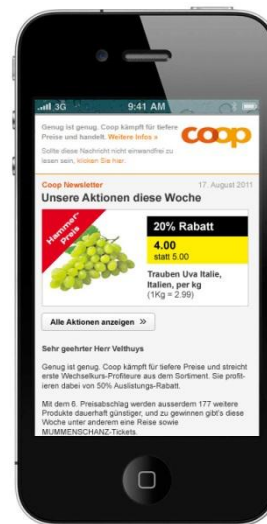 3G 9:41 AM
Genug ist genug. Coop kämpft für tiefere
Preise und handelt. Weitere Infos »
coop
Sollte diese Nachricht nicht einwandfrei zu
lesen sein, klicken Sie hier.
Coop Newsletter 17. August 2011
Unsere Aktionen diese Woche
Hammer-
Preis
20% Rabatt
4.00
statt 5.00
Trauben Uva Italie,
Italien, per kg
(1Kg = 2.99)
Alle Aktionen anzeigen »
Sehr geehrter Herr Velthuys
Genug ist genug. Coop kämpft für tiefere Preise und streicht
erste Wechselkurs-Profiteure aus dem Sortiment. Sie profit-
ieren dabei von 50% Auslistungs-Rabatt.
Mit dem 6. Preisabschlag werden ausserdem 177 weitere
Produkte dauerhaft günstiger, und zu gewinnen gibt's diese
Woche unter anderem eine Reise sowie
MUMMENSCHANZ-Tickets.